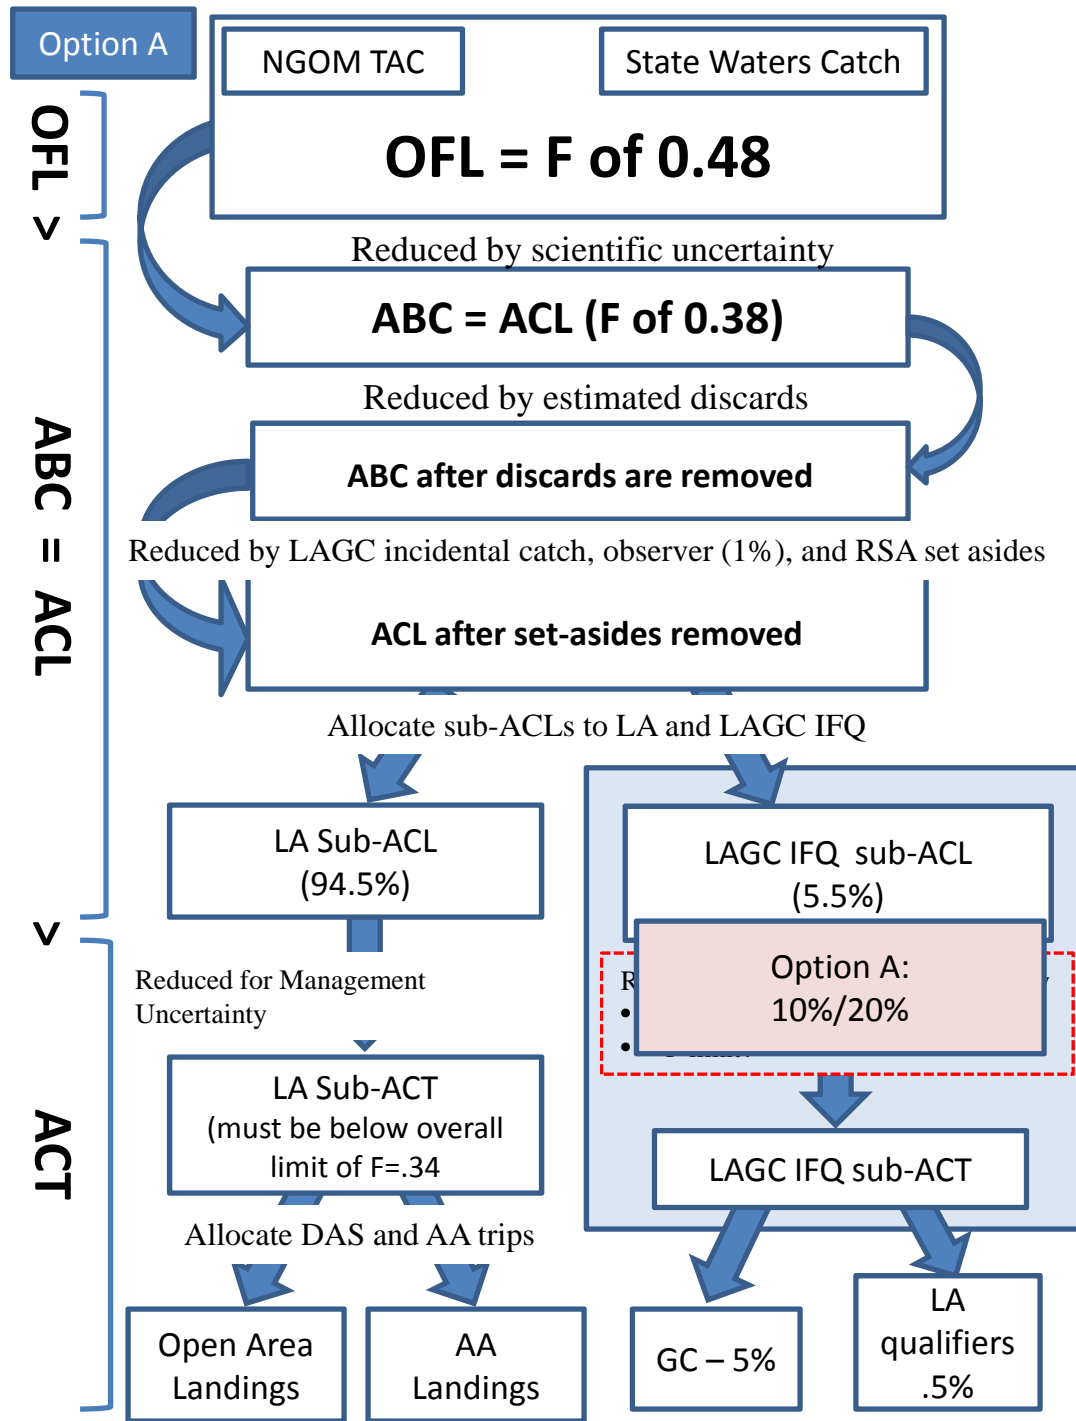 Option A
NGOM TAC
State Waters Catch
OFL = F of 0.48
OFL >
Reduced by scientific uncertainty
ABC = ACL (F of 0.38)
Reduced by estimated discards
ABC after discards are removed
ABC = ACL
Reduced by LAGC incidental catch, observer (1%), and RSA set asides
ACL after set-asides removed
Allocate sub-ACLs to LA and LAGC IFQ
LA Sub-ACL
(94.5%)
LAGC IFQ sub-ACL
(5.5%)
>
Reduced for Management
Uncertainty
Option A:
10%/20%
ACT
LA Sub-ACT
(must be below overall
limit of F=.34
LAGC IFQ sub-ACT
Allocate DAS and AA trips
Open Area
Landings
AA
Landings
GC – 5%
LA
qualifiers
.5%